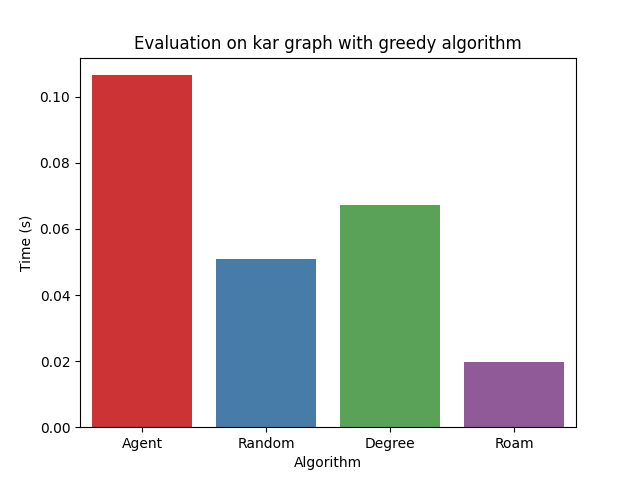 Evaluation on kar graph with greedy algorithm
0.10
0.08
0.06
0.04
0.02
0.00
Time (s)
Agent Random Degree Roam
Algorithm